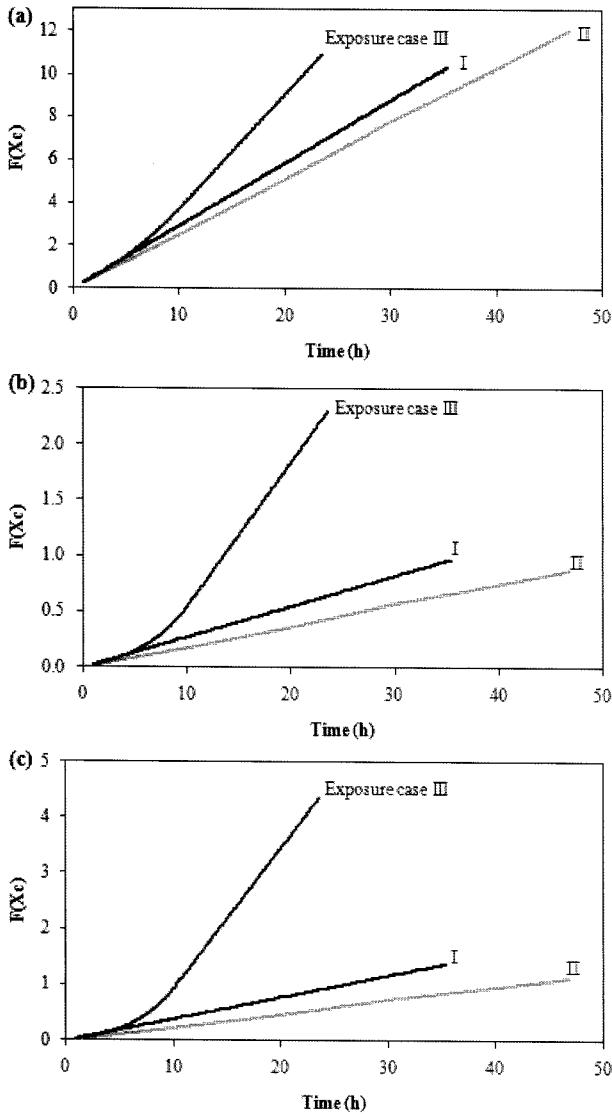 (a)
12
10
8
6
4
2
0
F(Xc)
Exposure case III
I
II
0 10 20 30 40 50
Time (h)
(b)
2.5
2.0
1.5
1.0
0.5
0.0
F(Xc)
Exposure case III
I
II
0 10 20 30 40 50
Time (h)
(c)
5
4
3
2
1
0
F(Xc)
Exposure case III
I
II
0 10 20 30 40 50
Time (h)